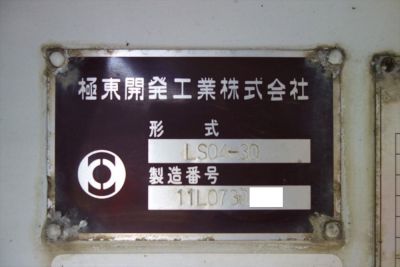 極東開発工業株式会社
形 式
LS04-30
製造番号
11L073